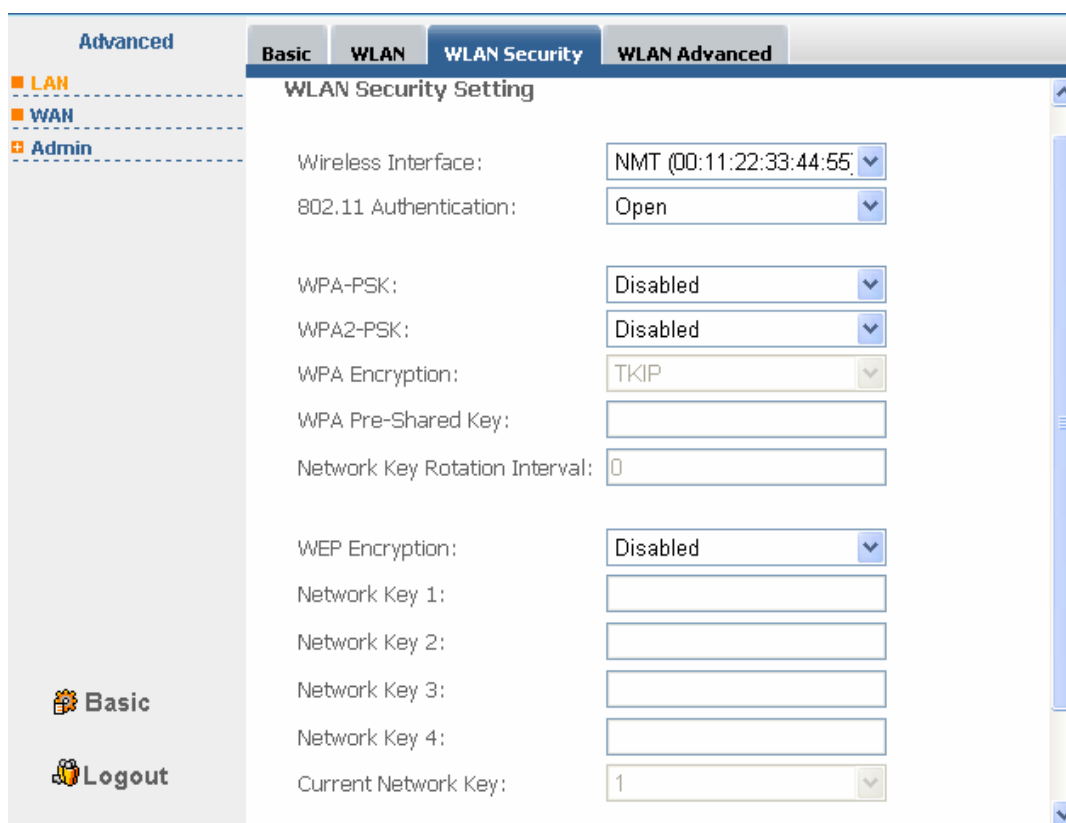 Advanced
LAN
WAN
Admin
Basic
Logout
Basic WLAN WLAN Security WLAN Advanced
WLAN Security Setting
Wireless Interface: NMT (00:11:22:33:44:55)
802.11 Authentication: Open
WPA-PSK: Disabled
WPA2-PSK: Disabled
WPA Encryption: TKIP
WPA Pre-Shared Key:
Network Key Rotation Interval: 0
WEP Encryption: Disabled
Network Key 1:
Network Key 2:
Network Key 3:
Network Key 4:
Current Network Key: 1